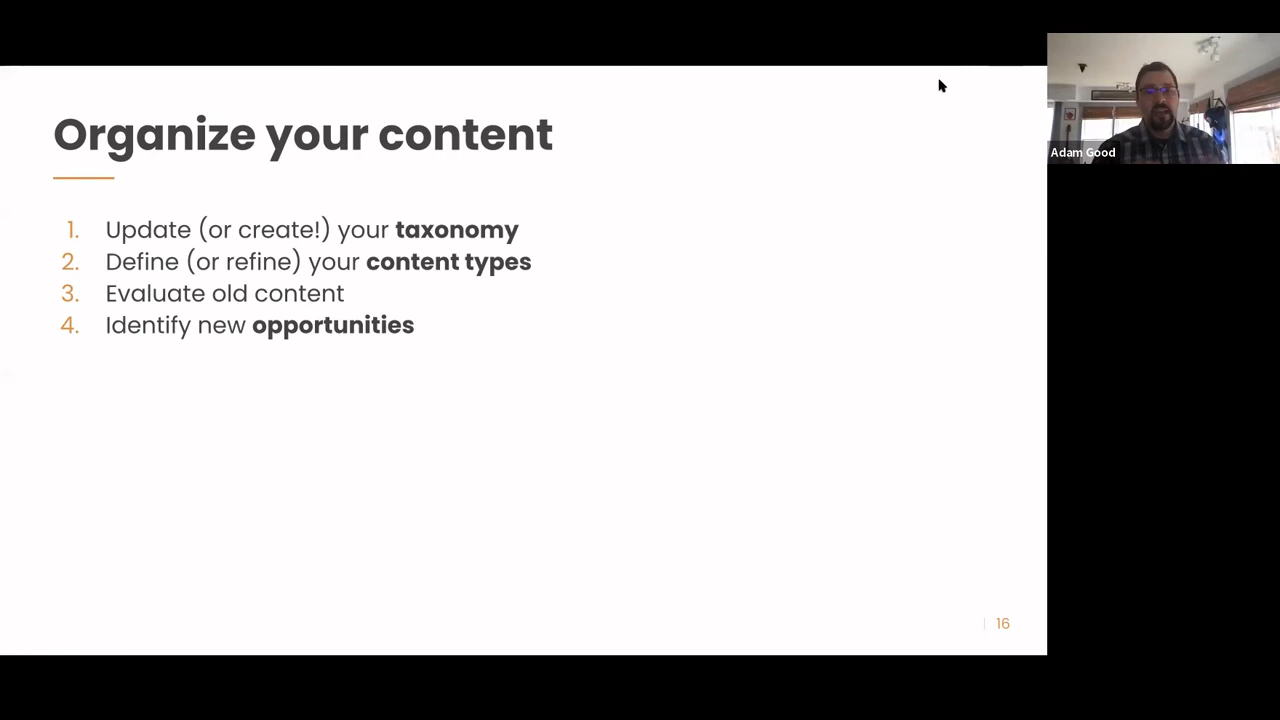 Organize your content
1. Update (or create!) your taxonomy
2. Define (or refine) your content types
3. Evaluate old content
4. Identify new opportunities
16
Adam Good